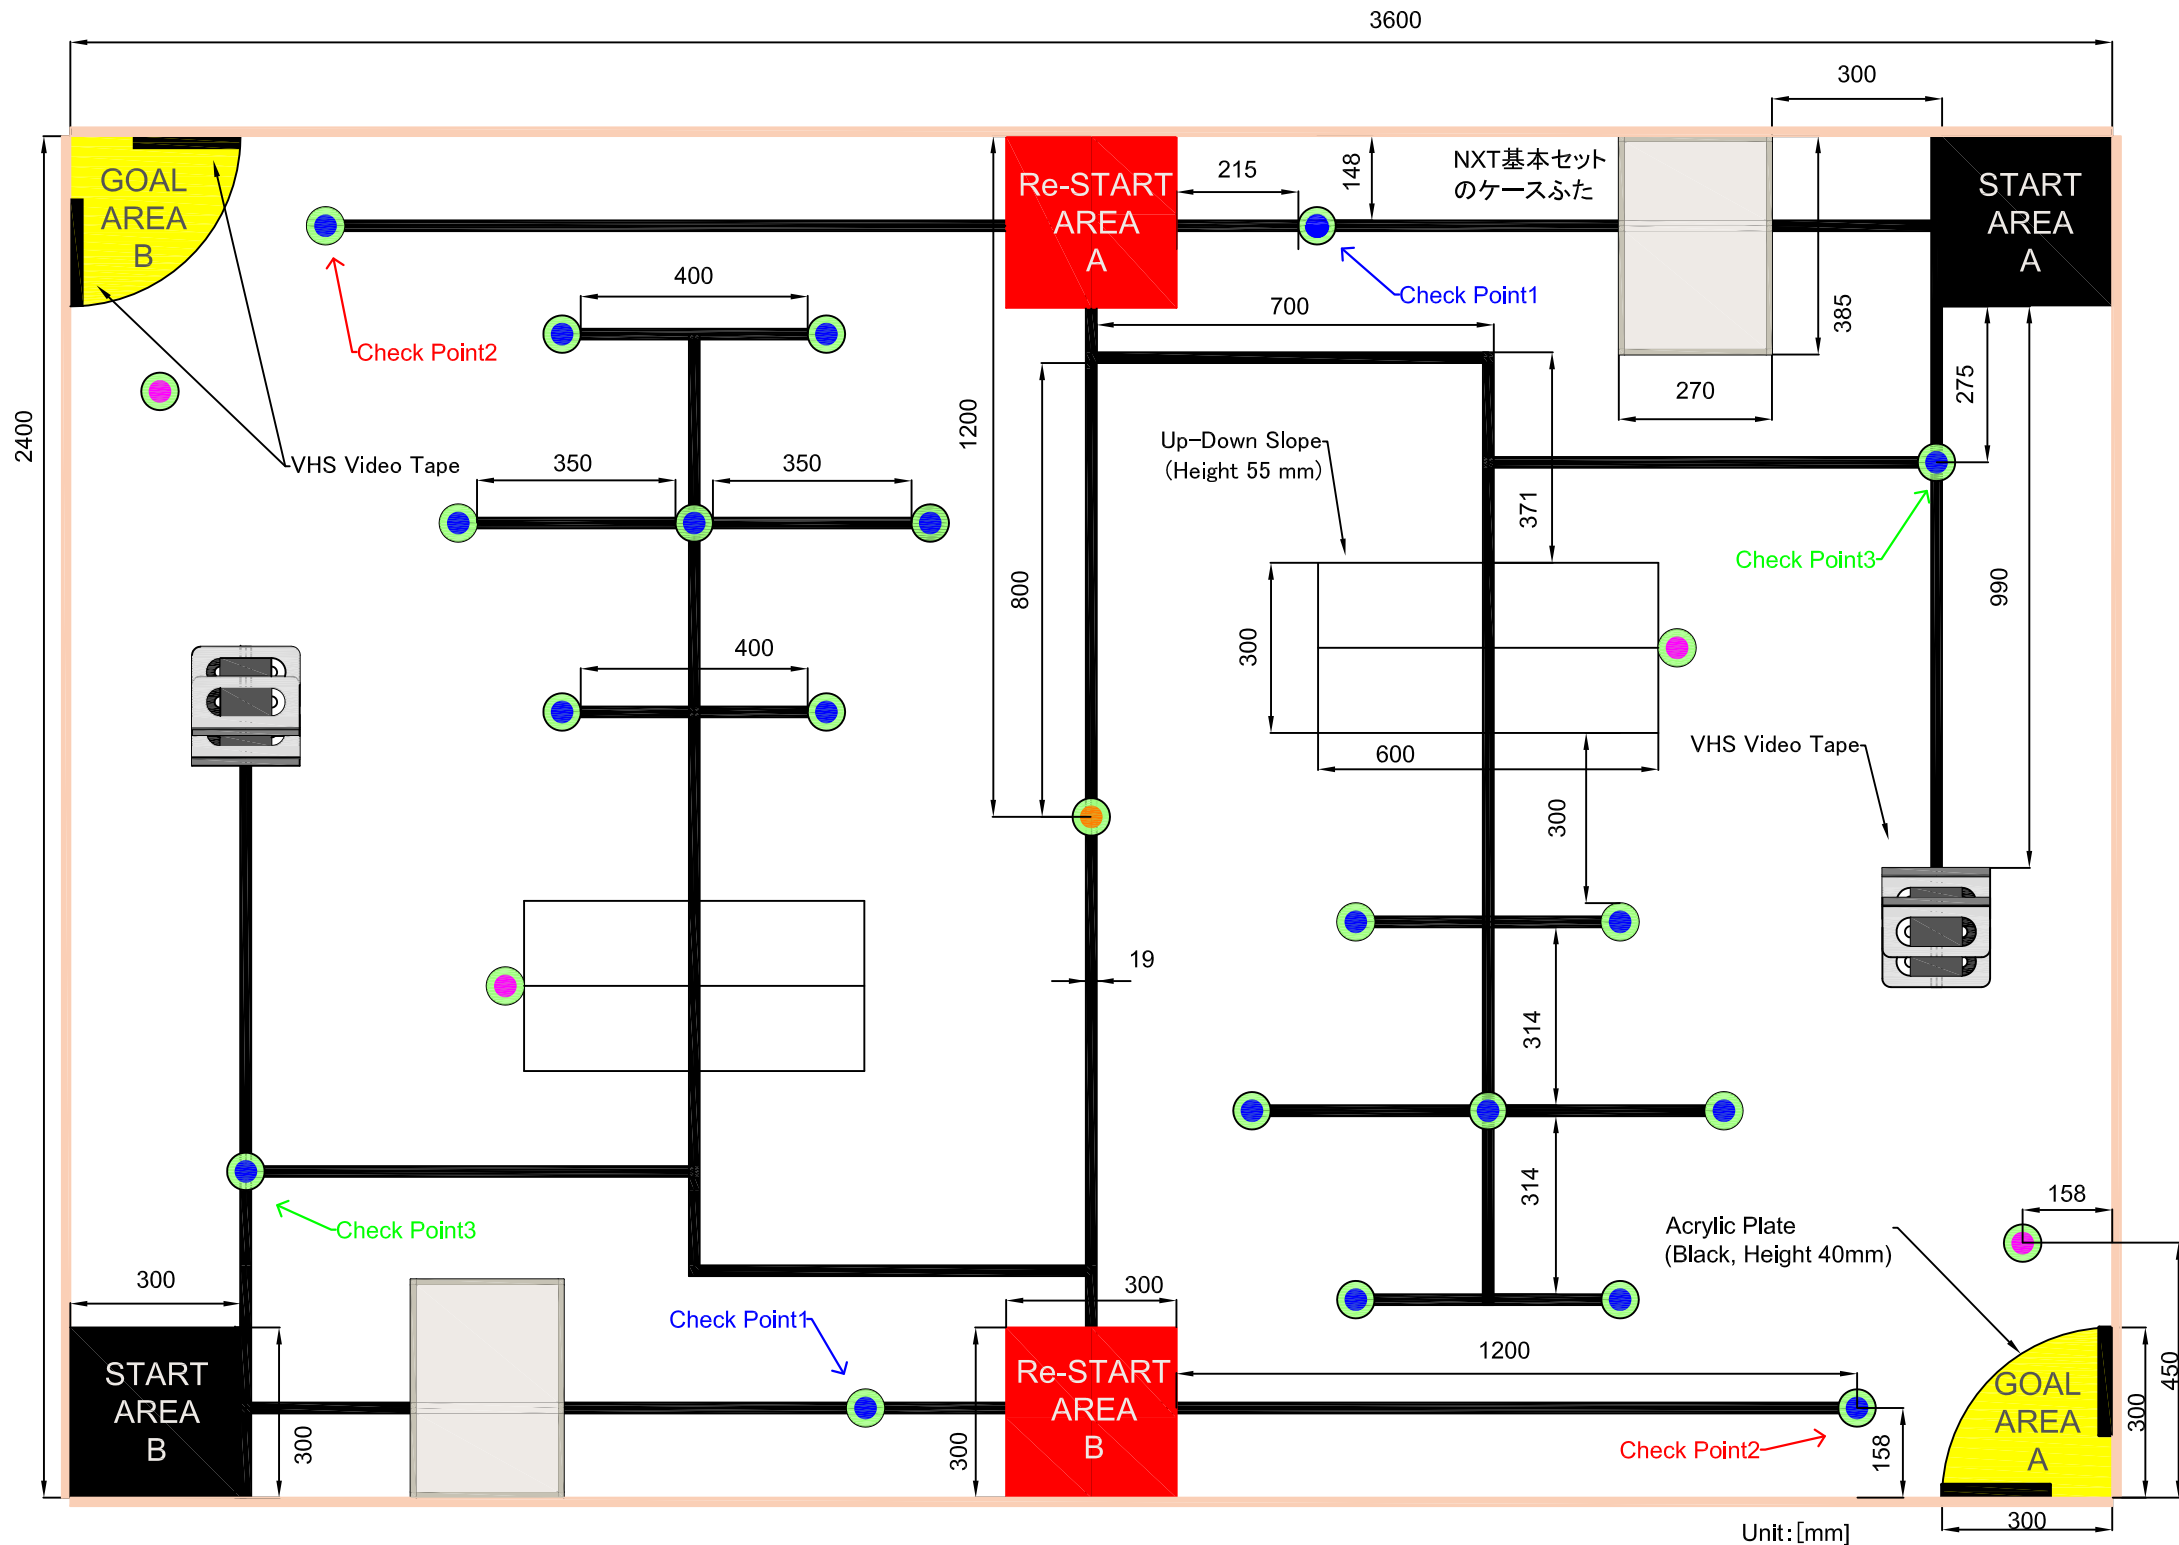 3600
300
GOAL
AREA
B
Re-START
AREA
A
215
148
NXT基本セット
のケースふた
START
AREA
A
Check Point1
Check Point2
400
700
385
275
270
2400
1200
VHS Video Tape
350
350
Up-Down Slope
(Height 55 mm)
371
Check Point3
990
800
300
400
600
VHS Video Tape
300
19
314
314
158
Acrylic Plate
(Black, Height 40mm)
Check Point3
300
300
Check Point1
1200
450
START
AREA
B
300
Re-START
AREA
B
300
Check Point2
158
GOAL
AREA
A
300
300
Unit:[mm]